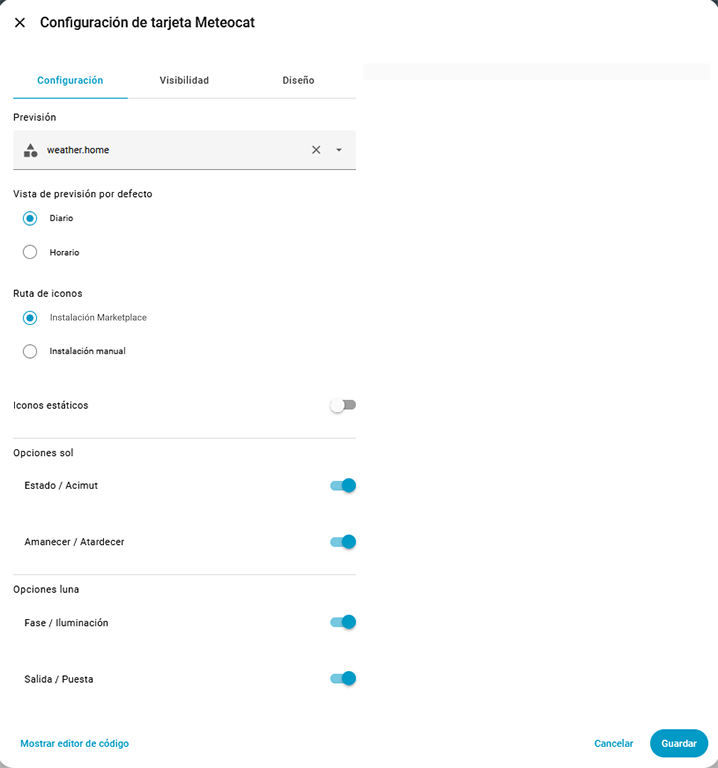 Configuración de tarjeta Meteocat
Configuración Visibilidad Diseño
Previsión
weather.home
Vista de previsión por defecto
Diario
Horario
Ruta de iconos
Instalación Marketplace
Instalación manual
Iconos estáticos
Opciones sol
Estado / Acimut
Amanecer / Atardecer
Opciones luna
Fase / Iluminación
Salida / Puesta
Mostrar editor de código Cancelar Guardar